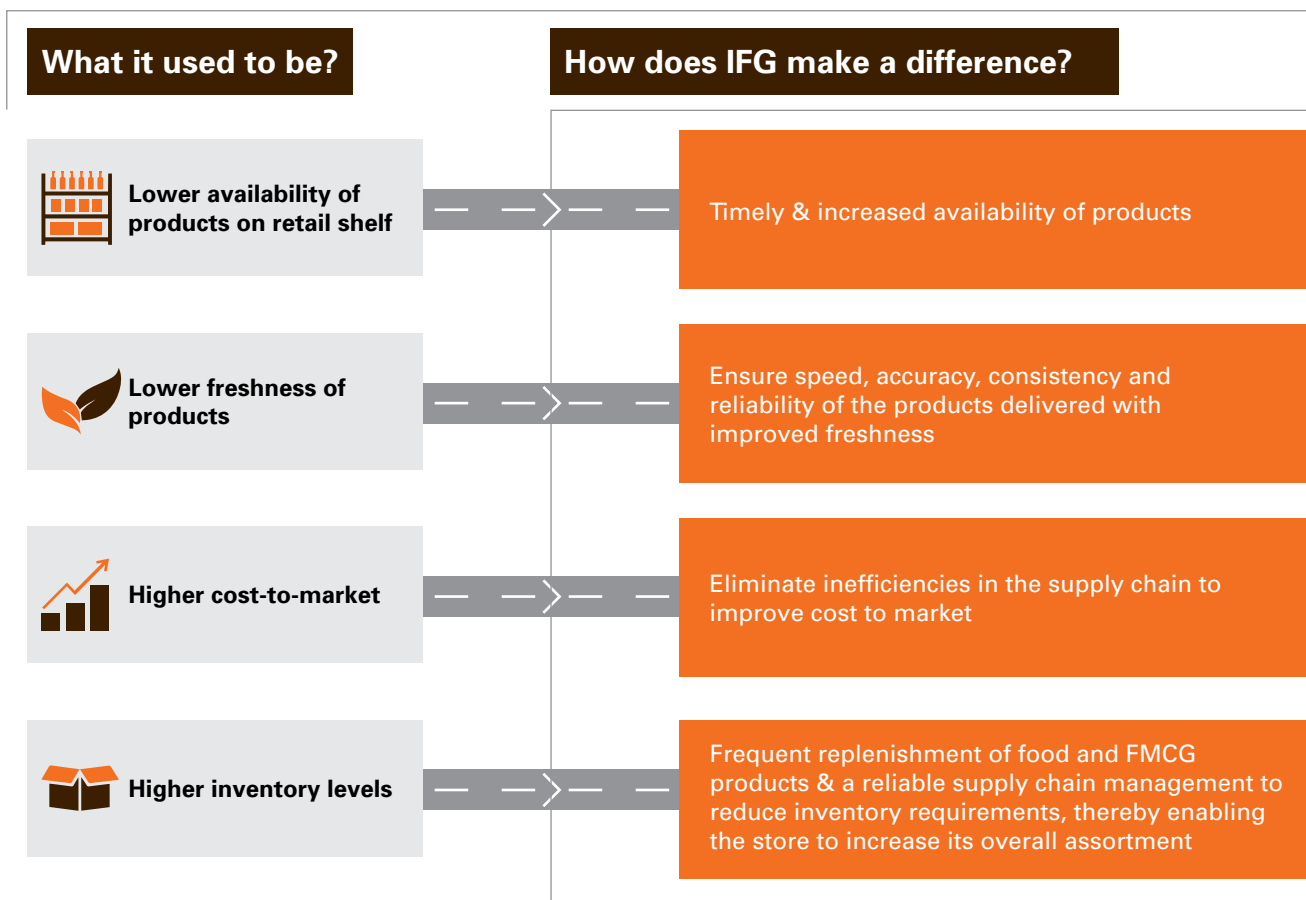 What it used to be?
How does IFG make a difference?
Lower availability of
products on retail shelf
Timely & increased availability of products
Lower freshness of
products
Ensure speed, accuracy, consistency and
reliability of the products delivered with
improved freshness
Higher cost-to-market
Eliminate inefficiencies in the supply chain to
improve cost to market
Higher inventory levels
Frequent replenishment of food and FMCG
products & a reliable supply chain management to
reduce inventory requirements, thereby enabling
the store to increase its overall assortment